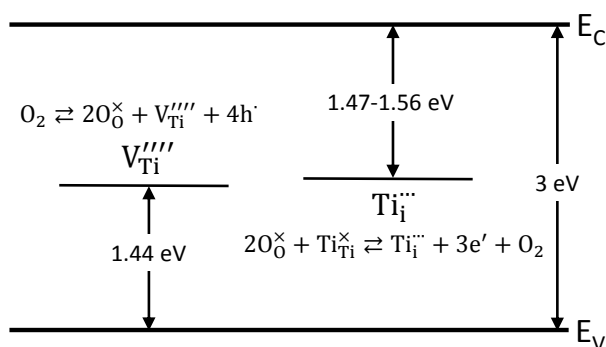 E_C
1.47-1.56 eV
O₂ ⇄ 2O_O^× + V_Ti'''' + 4h˙
V_Ti''''
3 eV
Ti_i^···
2O_O^× + Ti_Ti^× ⇄ Ti_i^··· + 3e′ + O₂
1.44 eV
E_V